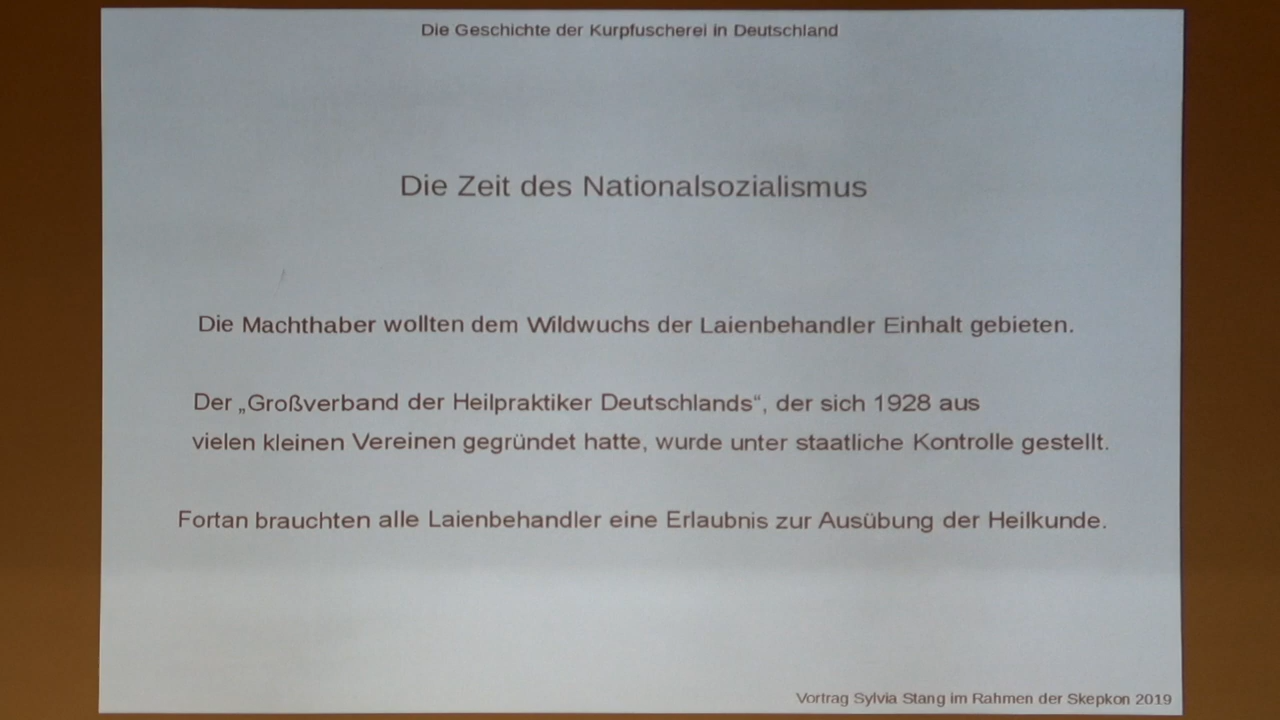 Die Geschichte der Kurpfuscherei in Deutschland
Die Zeit des Nationalsozialismus
Die Machthaber wollten dem Wildwuchs der Laienbehandler Einhalt gebieten.
Der „Großverband der Heilpraktiker Deutschlands“, der sich 1928 aus
vielen kleinen Vereinen gegründet hatte, wurde unter staatliche Kontrolle gestellt.
Fortan brauchten alle Laienbehandler eine Erlaubnis zur Ausübung der Heilkunde.
Vortrag Sylvia Stang im Rahmen der Skepkon 2019